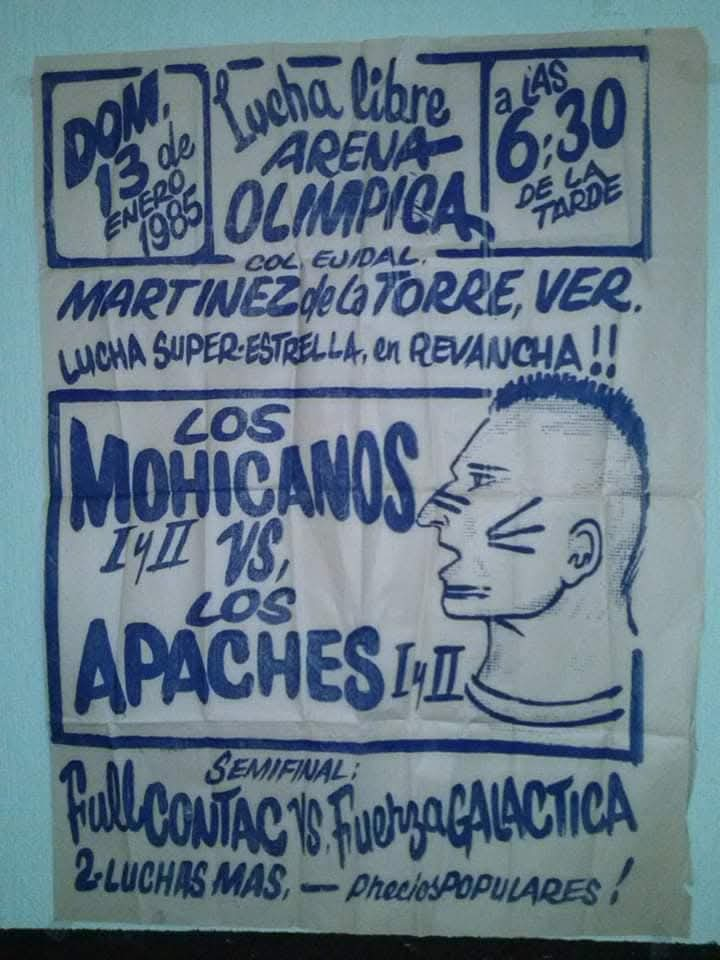 DOM.
13 de
ENERO
1985
Lucha libre
ARENA
OLIMPICA
a LAS
6:30
DE LA
TARDE
COL EJIDAL.
MARTINEZ de la TORRE, VER.
LUCHA SUPER-ESTRELLA, en REVANCHA!!
LOS
MOHICANOS
I y II VS,
LOS
APACHES I y II
SEMIFINAL:
Full CONTAC VS. Fuerza GALACTICA
2-LUCHAS MAS, — Precios POPULARES!